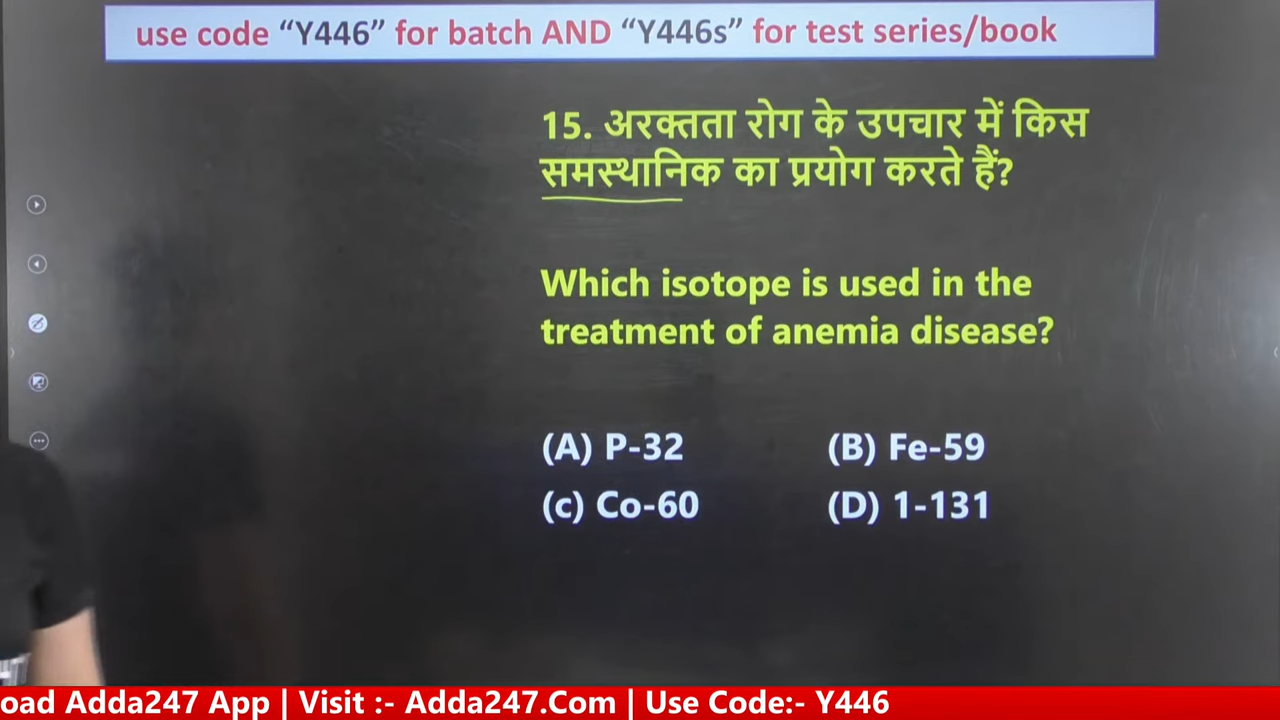 use code “Y446” for batch AND “Y446s” for test series/book
15. अरक्तता रोग के उपचार में किस
समस्थानिक का प्रयोग करते हैं?
Which isotope is used in the
treatment of anemia disease?
(A) P-32 (B) Fe-59
(c) Co-60 (D) 1-131
oad Adda247 App | Visit :- Adda247.Com | Use Code:- Y446